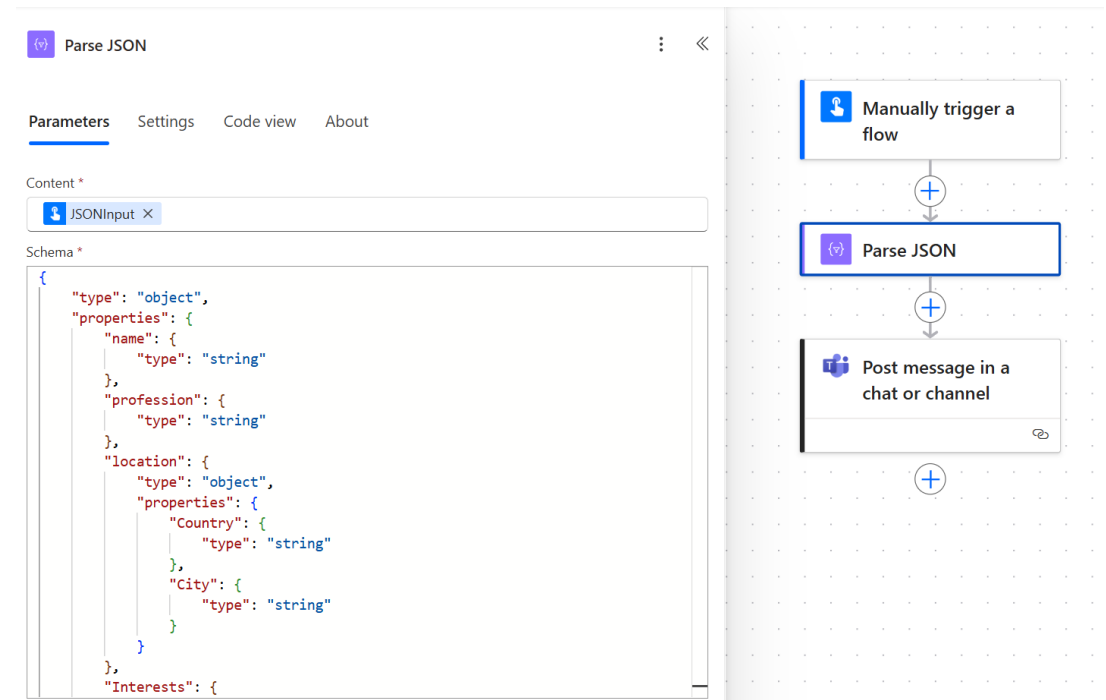 Parse JSON
Parameters Settings Code view About
Content *
JSONInput
Schema *
{
"type": "object",
"properties": {
"name": {
"type": "string"
},
"profession": {
"type": "string"
},
"location": {
"type": "object",
"properties": {
"Country": {
"type": "string"
},
"City": {
"type": "string"
}
}
},
"Interests": {
Manually trigger a
flow
Parse JSON
Post message in a
chat or channel